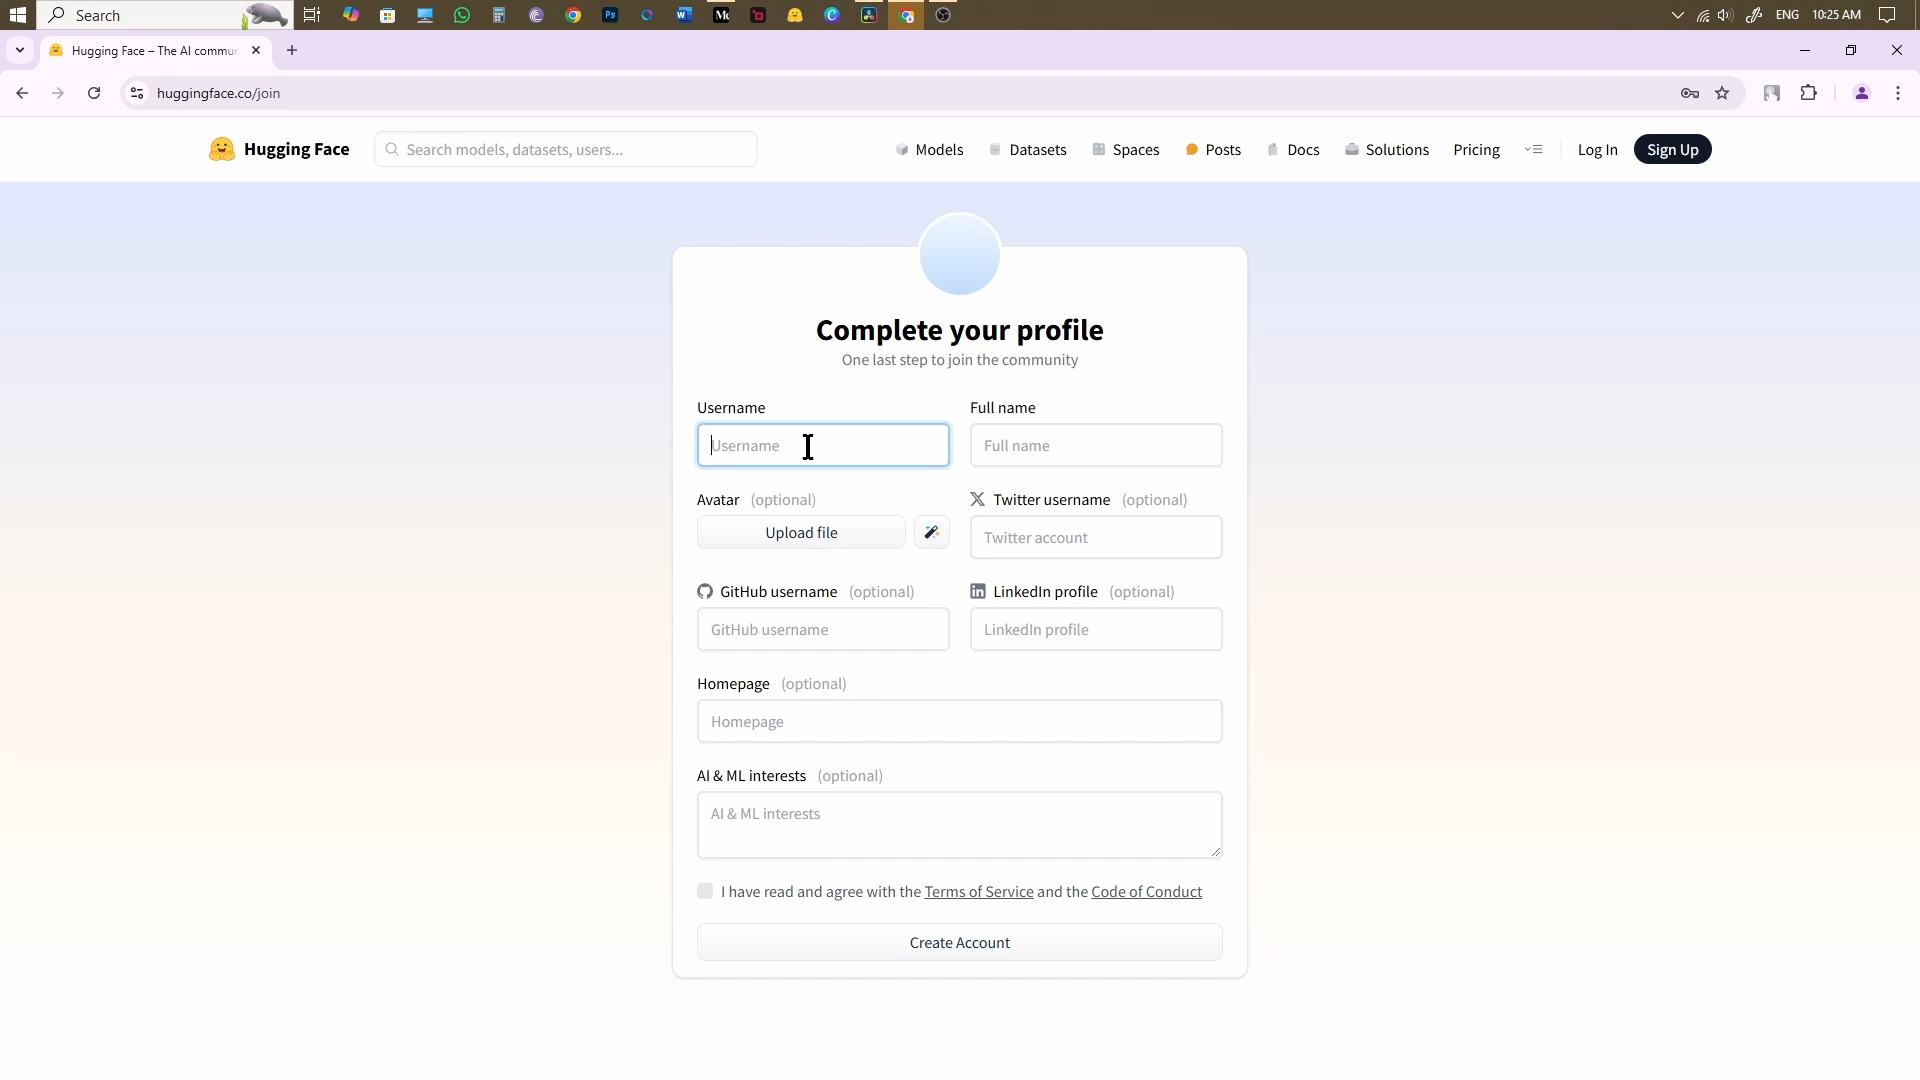 Search
ENG 10:25 AM
Hugging Face – The AI commun
huggingface.co/join
Hugging Face
Search models, datasets, users...
Models Datasets Spaces Posts Docs Solutions Pricing Log In Sign Up
Complete your profile
One last step to join the community
Username Full name
Username Full name
Avatar (optional) Twitter username (optional)
Upload file Twitter account
GitHub username (optional) LinkedIn profile (optional)
GitHub username LinkedIn profile
Homepage (optional)
Homepage
AI & ML interests (optional)
AI & ML interests
I have read and agree with the Terms of Service and the Code of Conduct
Create Account